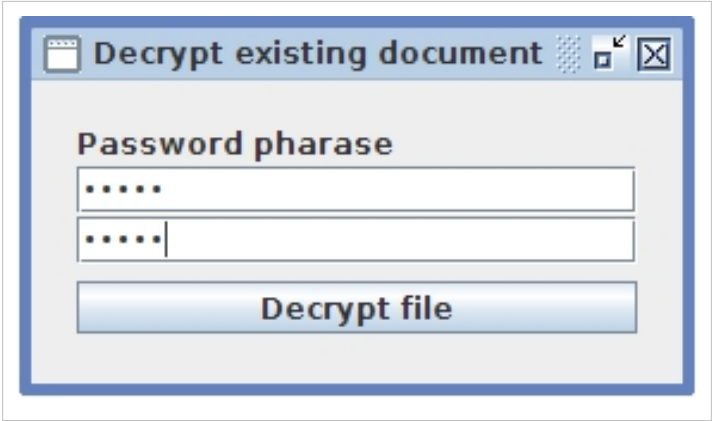 Decrypt existing document
Password pharase
•••••
•••••
Decrypt file